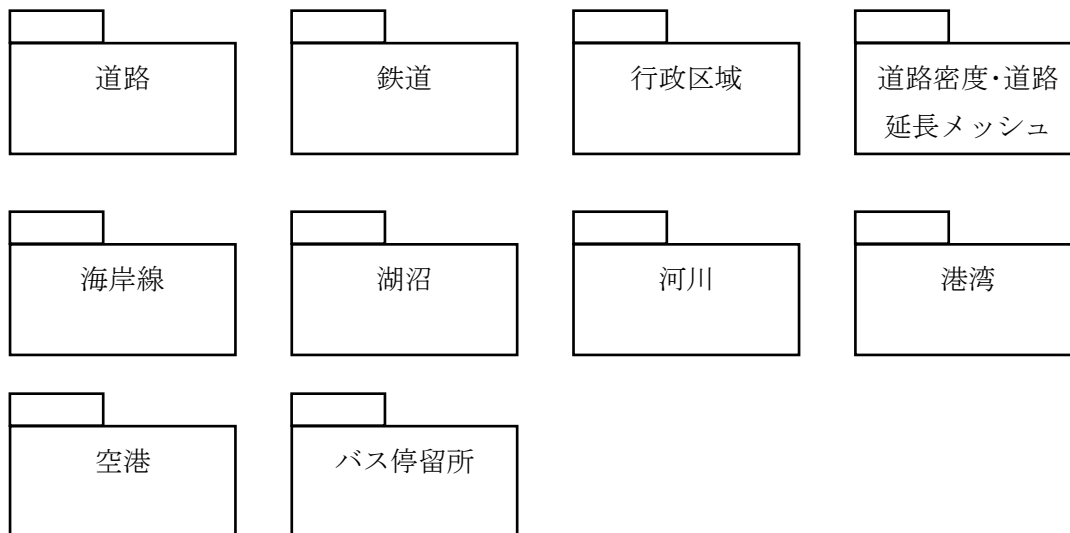 道路
鉄道
行政区域
道路密度・道路
延長メッシュ
海岸線
湖沼
河川
港湾
空港
バス停留所